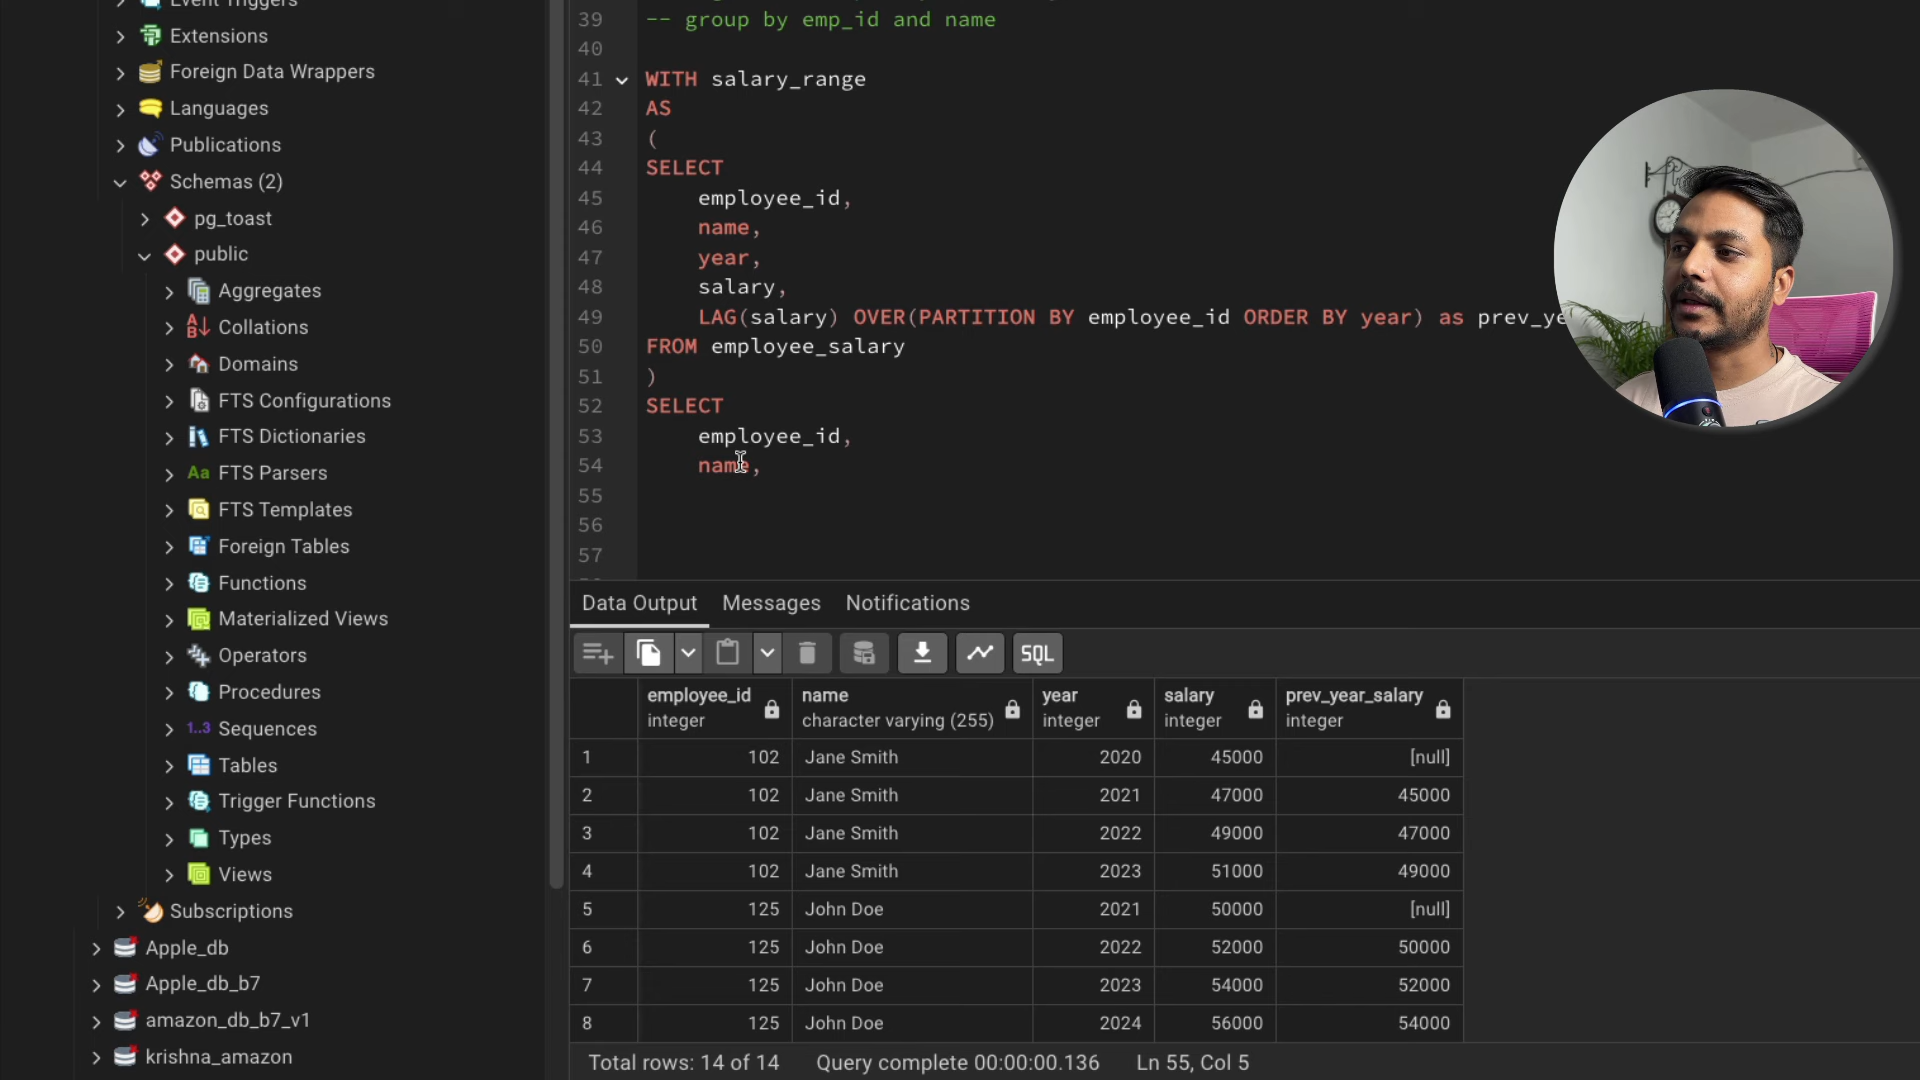 Event Triggers
Extensions
Foreign Data Wrappers
Languages
Publications
Schemas (2)
pg_toast
public
Aggregates
Collations
Domains
FTS Configurations
FTS Dictionaries
Aa FTS Parsers
FTS Templates
Foreign Tables
Functions
Materialized Views
Operators
Procedures
1..3 Sequences
Tables
Trigger Functions
Types
Views
Subscriptions
Apple_db
Apple_db_b7
amazon_db_b7_v1
krishna_amazon
39 -- group by emp_id and name
40
41 WITH salary_range
42 AS
43 (
44 SELECT
45 employee_id,
46 name,
47 year,
48 salary,
49 LAG(salary) OVER(PARTITION BY employee_id ORDER BY year) as prev_ye
50 FROM employee_salary
51 )
52 SELECT
53 employee_id,
54 name,
55
56
57
Data Output Messages Notifications
SQL
employee_id name year salary prev_year_salary
integer character varying (255) integer integer integer
1 102 Jane Smith 2020 45000 [null]
2 102 Jane Smith 2021 47000 45000
3 102 Jane Smith 2022 49000 47000
4 102 Jane Smith 2023 51000 49000
5 125 John Doe 2021 50000 [null]
6 125 John Doe 2022 52000 50000
7 125 John Doe 2023 54000 52000
8 125 John Doe 2024 56000 54000
Total rows: 14 of 14 Query complete 00:00:00.136 Ln 55, Col 5